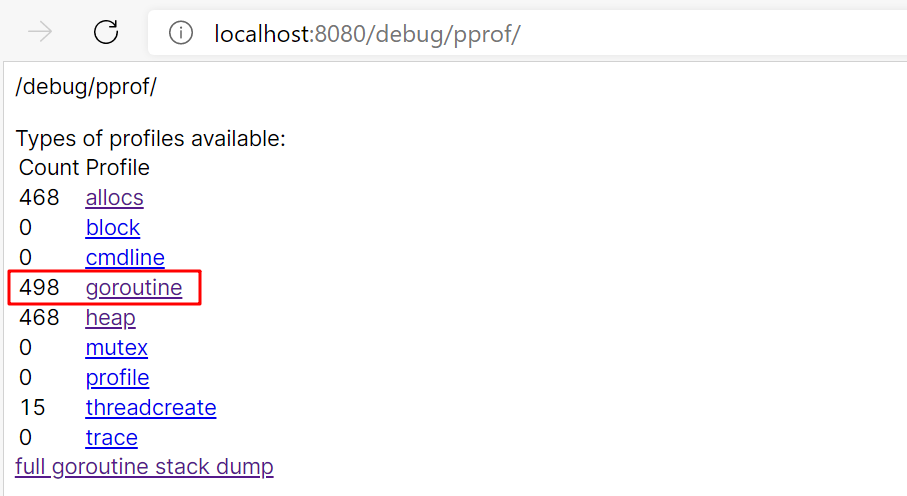 localhost:8080/debug/pprof/
/debug/pprof/
Types of profiles available:
Count Profile
468 allocs
0 block
0 cmdline
498 goroutine
468 heap
0 mutex
0 profile
15 threadcreate
0 trace
full goroutine stack dump